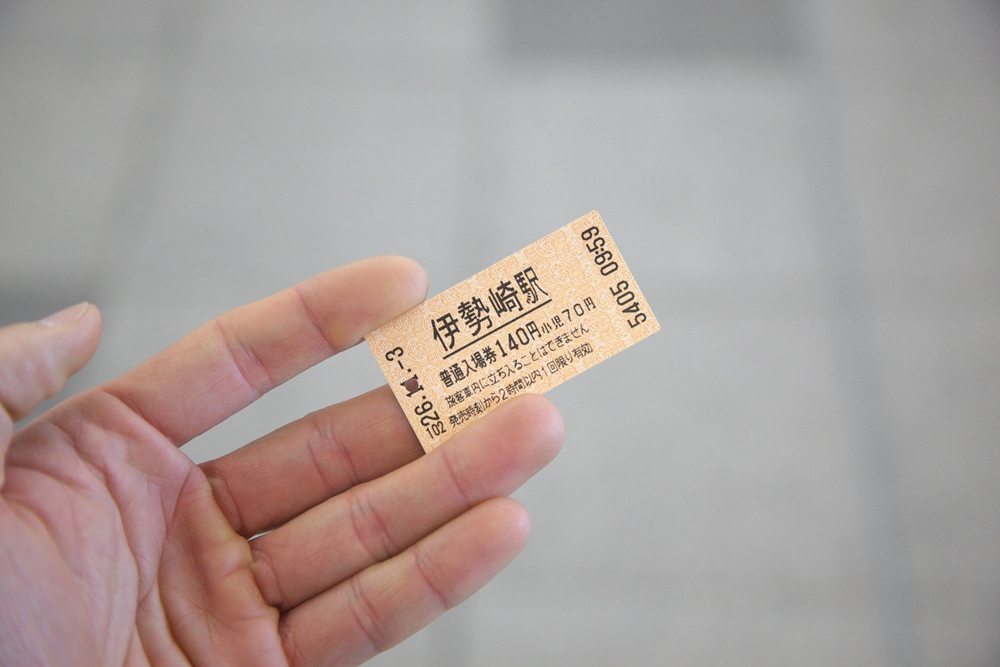 伊勢崎駅
普通入場券 140円 小児70円
旅客車内に立ち入ることはできません
発売時刻から2時間以内1回限り有効
5405 09:59
102